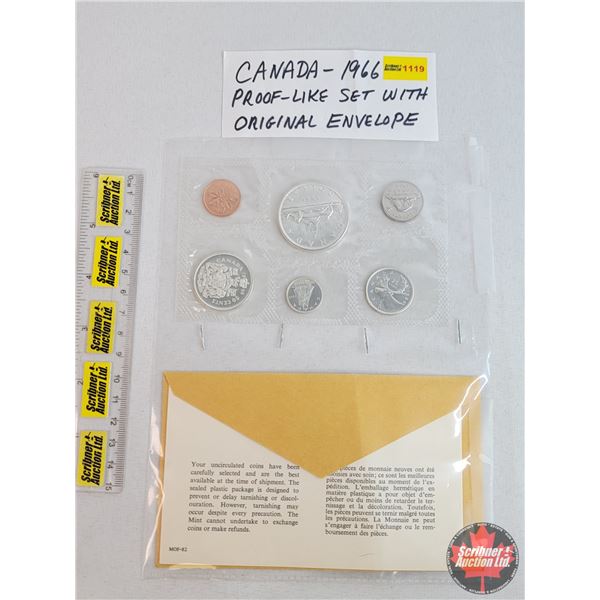 CANADA - 1966
Scribner Auction Ltd. 1119
PROOF-LIKE SET WITH
ORIGINAL ENVELOPE
Scribner Auction Ltd.
Scribner Auction Ltd.
Scribner Auction Ltd.
Scribner Auction Ltd.
Scribner Auction Ltd.
CANADA
50 CENTS
Your uncirculated coins have been
carefully selected and are the best
available at the time of shipment. The
sealed plastic package is designed to
prevent or delay tarnishing or discol-
ouration. However, tarnishing may
occur despite every precaution. The
Mint cannot undertake to exchange
coins or make refunds.
MOF-82
pièces de monnaie neuves ont été
choisies avec soin; ce sont les meilleures
pièces disponibles au moment de l'ex-
pédition. L'emballage hermétique en
matière plastique a pour objet d'em-
pêcher ou du moins de retarder le ter-
nissage et la décoloration. Toutefois,
les pièces peuvent se ternir malgré toutes
les précautions. La Monnaie ne peut
s'engager à faire l'échange ou le rem-
boursement des pièces.
Scribner
Auction Ltd.